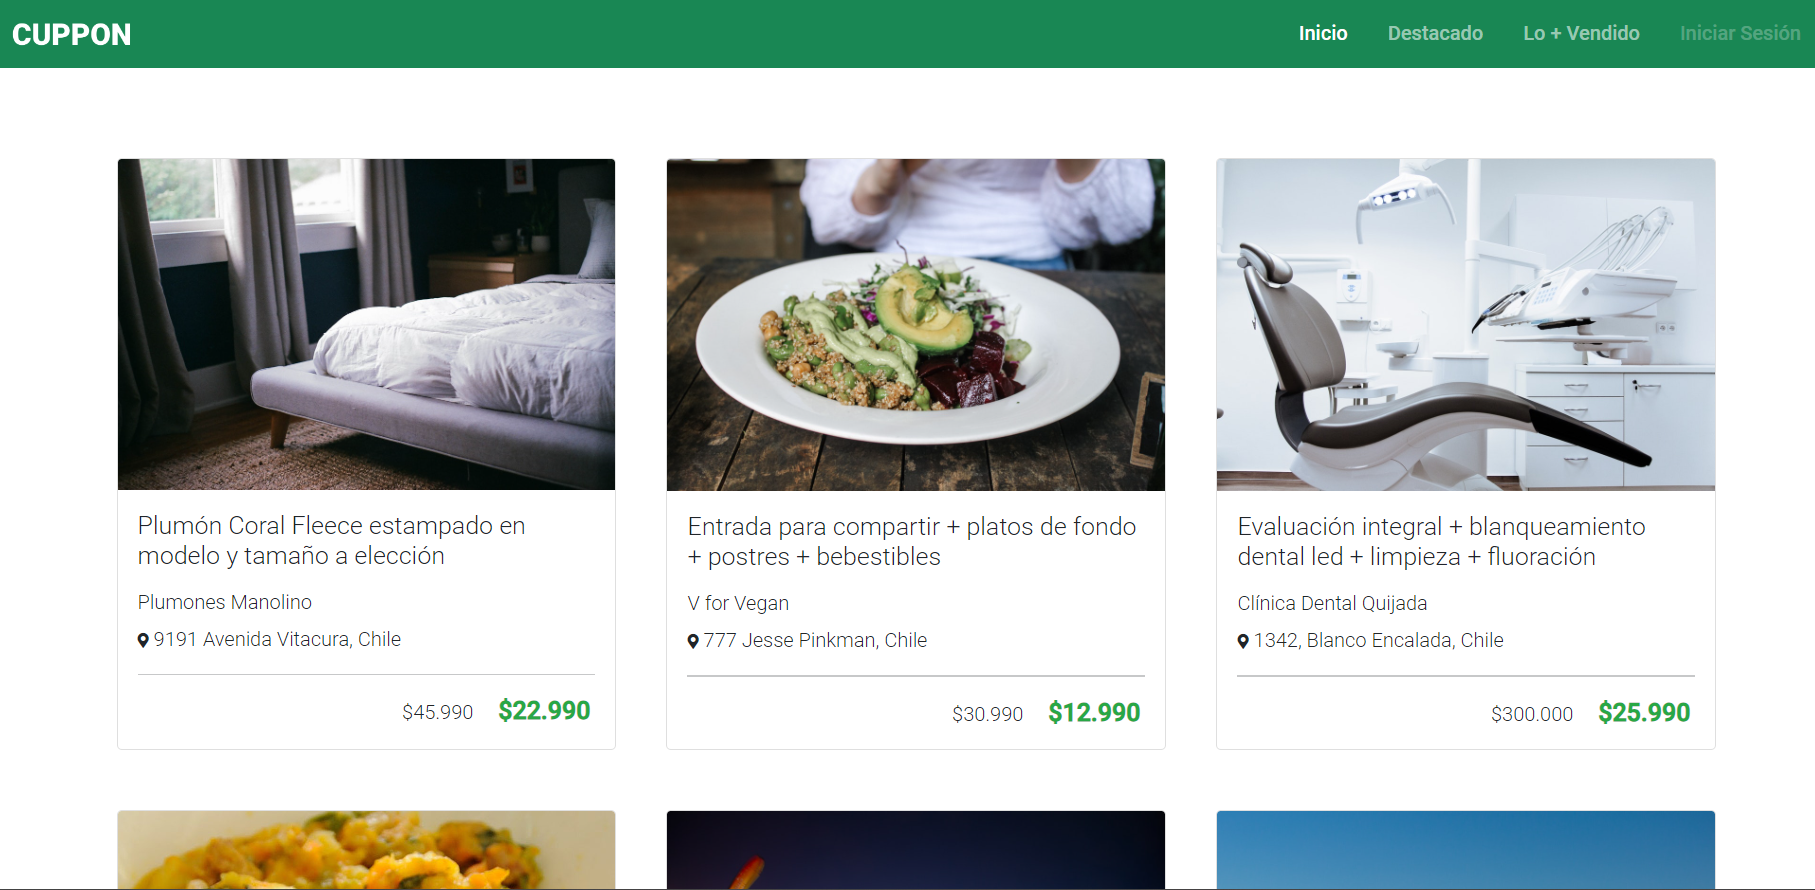 CUPPON
Inicio
Destacado
Lo + Vendido
Iniciar Sesión
Plumón Coral Fleece estampado en
modelo y tamaño a elección
Plumones Manolino
9191 Avenida Vitacura, Chile
$45.990 $22.990
Entrada para compartir + platos de fondo
+ postres + bebestibles
V for Vegan
777 Jesse Pinkman, Chile
$30.990 $12.990
Evaluación integral + blanqueamiento
dental led + limpieza + fluoración
Clínica Dental Quijada
1342, Blanco Encalada, Chile
$300.000 $25.990